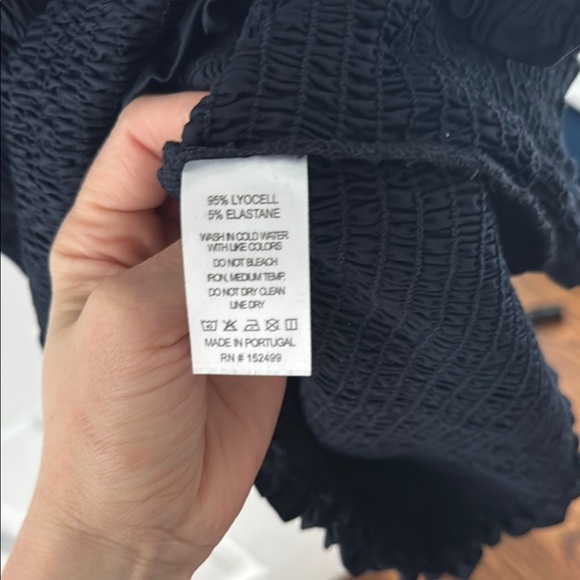 95% LYOCELL
5% ELASTANE
WASH IN COLD WATER
WITH LIKE COLORS
DO NOT BLEACH
IRON, MEDIUM TEMP.
DO NOT DRY CLEAN
LINE DRY
MADE IN PORTUGAL
RN # 152499